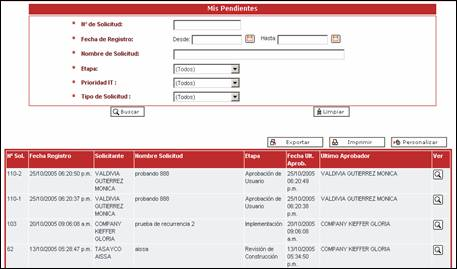 Mis Pendientes
* Nº de Solicitud:
* Fecha de Registro: Desde: Hasta:
* Nombre de Solicitud:
* Etapa: (Todos)
* Prioridad IT : (Todos)
* Tipo de Solicitud : (Todos)
Buscar Limpiar
Exportar Imprimir Personalizar
Nº Sol. Fecha Registro Solicitante Nombre Solicitud Etapa Fecha Ult. Aprob. Ultimo Aprobador Ver
110-2 25/10/2005 06:20:50 p.m. VALDIVIA GUTIERREZ MONICA probando 888 Aprobación de Usuario 25/10/2005 06:20:49 p.m. VALDIVIA GUTIERREZ MONICA
110-1 25/10/2005 06:20:37 p.m. VALDIVIA GUTIERREZ MONICA probando 888 Aprobación de Usuario 25/10/2005 06:20:38 p.m. VALDIVIA GUTIERREZ MONICA
103 20/10/2005 09:06:08 a.m. COMPANY KIEFFER GLORIA prueba de recurrencia 2 Implementación 20/10/2005 09:06:08 a.m. COMPANY KIEFFER GLORIA
62 13/10/2005 05:28:47 p.m. TASAYCO AISSA aissa Revisión de Construcción 13/10/2005 05:34:50 p.m. COMPANY KIEFFER GLORIA